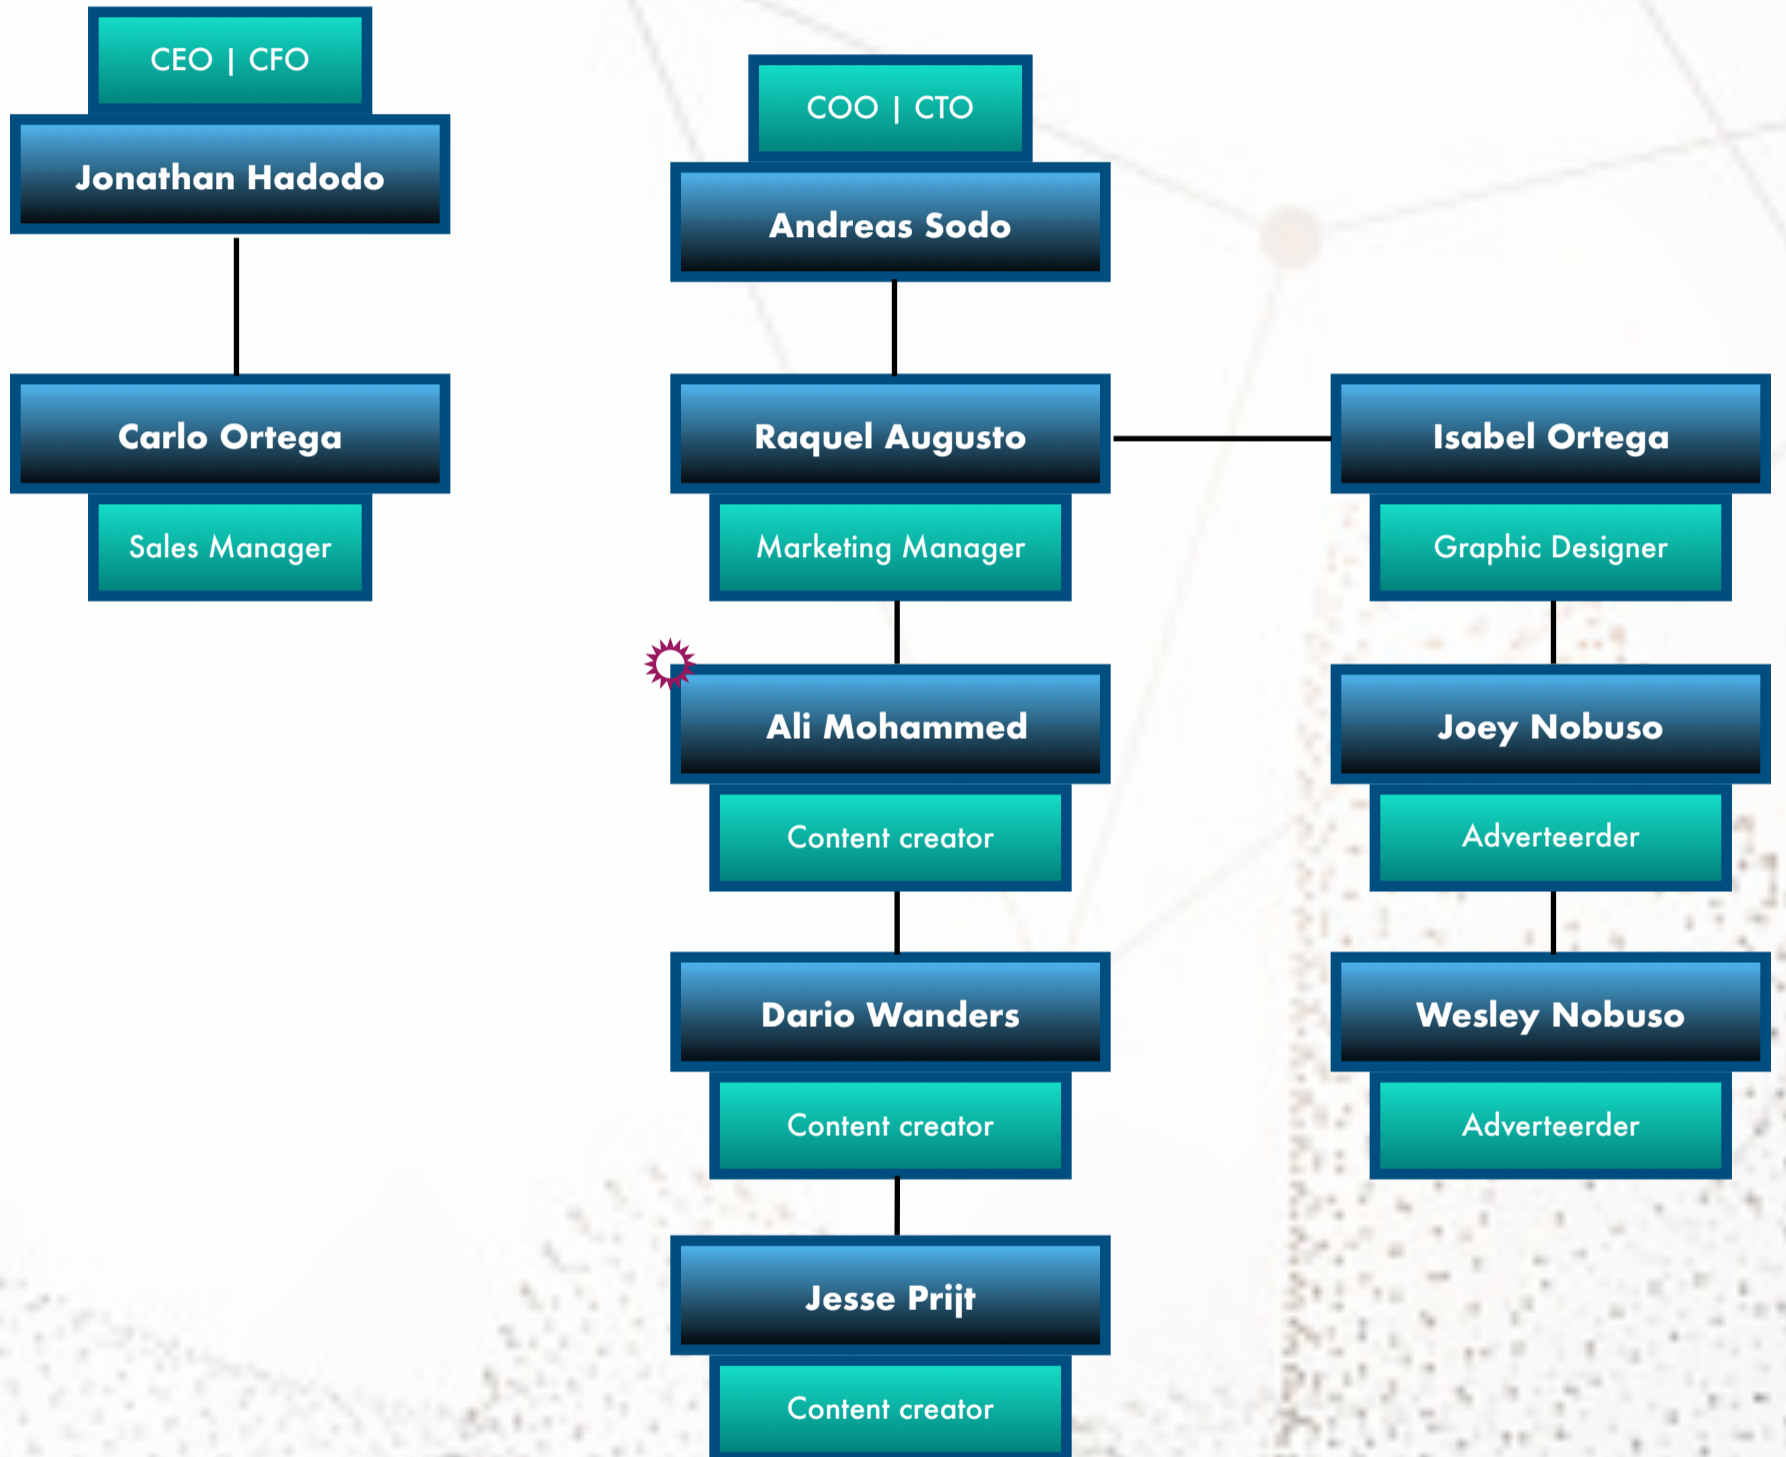 CEO | CFO
Jonathan Hadodo
Carlo Ortega
Sales Manager
COO | CTO
Andreas Sodo
Raquel Augusto
Marketing Manager
Ali Mohammed
Content creator
Dario Wanders
Content creator
Jesse Prijt
Content creator
Isabel Ortega
Graphic Designer
Joey Nobuso
Adverteerder
Wesley Nobuso
Adverteerder